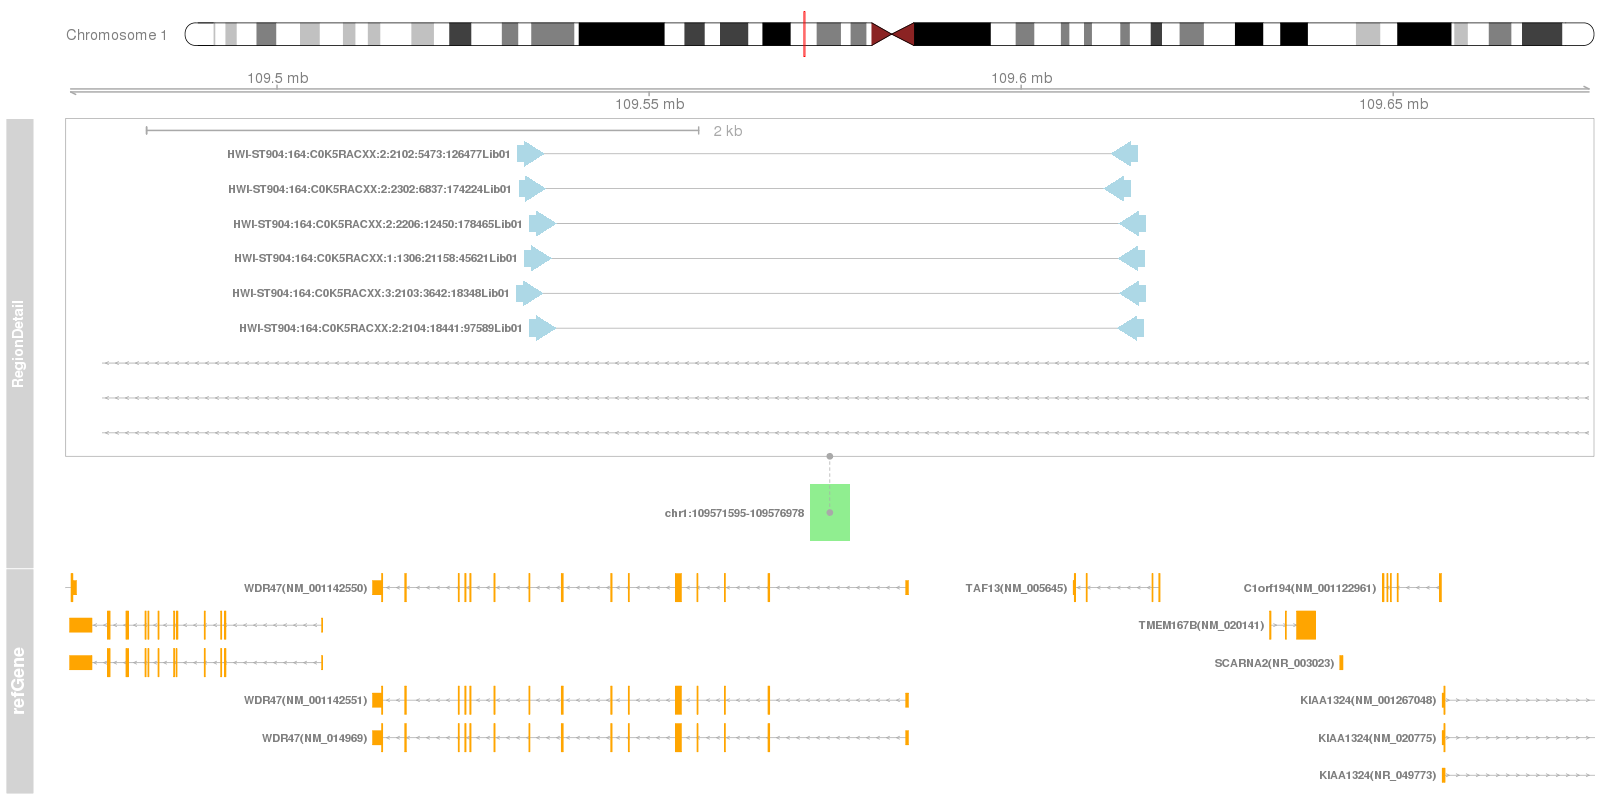 Chromosome 1
109.5 mb
109.6 mb
109.55 mb
109.65 mb
2 kb
HWI-ST904:164:C0K5RACXX:2:2102:5473:126477Lib01
HWI-ST904:164:C0K5RACXX:2:2302:6837:174224Lib01
HWI-ST904:164:C0K5RACXX:2:2206:12450:178465Lib01
HWI-ST904:164:C0K5RACXX:1:1306:21158:45621Lib01
HWI-ST904:164:C0K5RACXX:3:2103:3642:18348Lib01
HWI-ST904:164:C0K5RACXX:2:2104:18441:97589Lib01
RegionDetail
chr1:109571595-109576978
WDR47(NM_001142550)
TAF13(NM_005645)
C1orf194(NM_001122961)
TMEM167B(NM_020141)
SCARNA2(NR_003023)
refGene
WDR47(NM_001142551)
KIAA1324(NM_001267048)
WDR47(NM_014969)
KIAA1324(NM_020775)
KIAA1324(NR_049773)